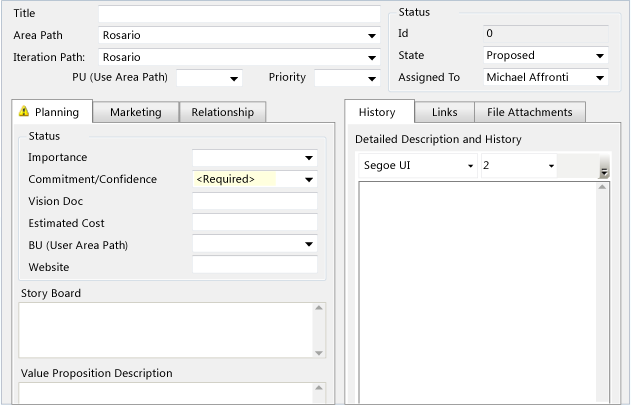 Title
Status
Area Path Rosario
Id 0
Iteration Path: Rosario
State Proposed
PU (Use Area Path) Priority
Assigned To Michael Affronti
Planning Marketing Relationship
Status
Importance
Commitment/Confidence <Required>
Vision Doc
Estimated Cost
BU (User Area Path)
Website
Story Board
Value Proposition Description
History Links File Attachments
Detailed Description and History
Segoe UI 2